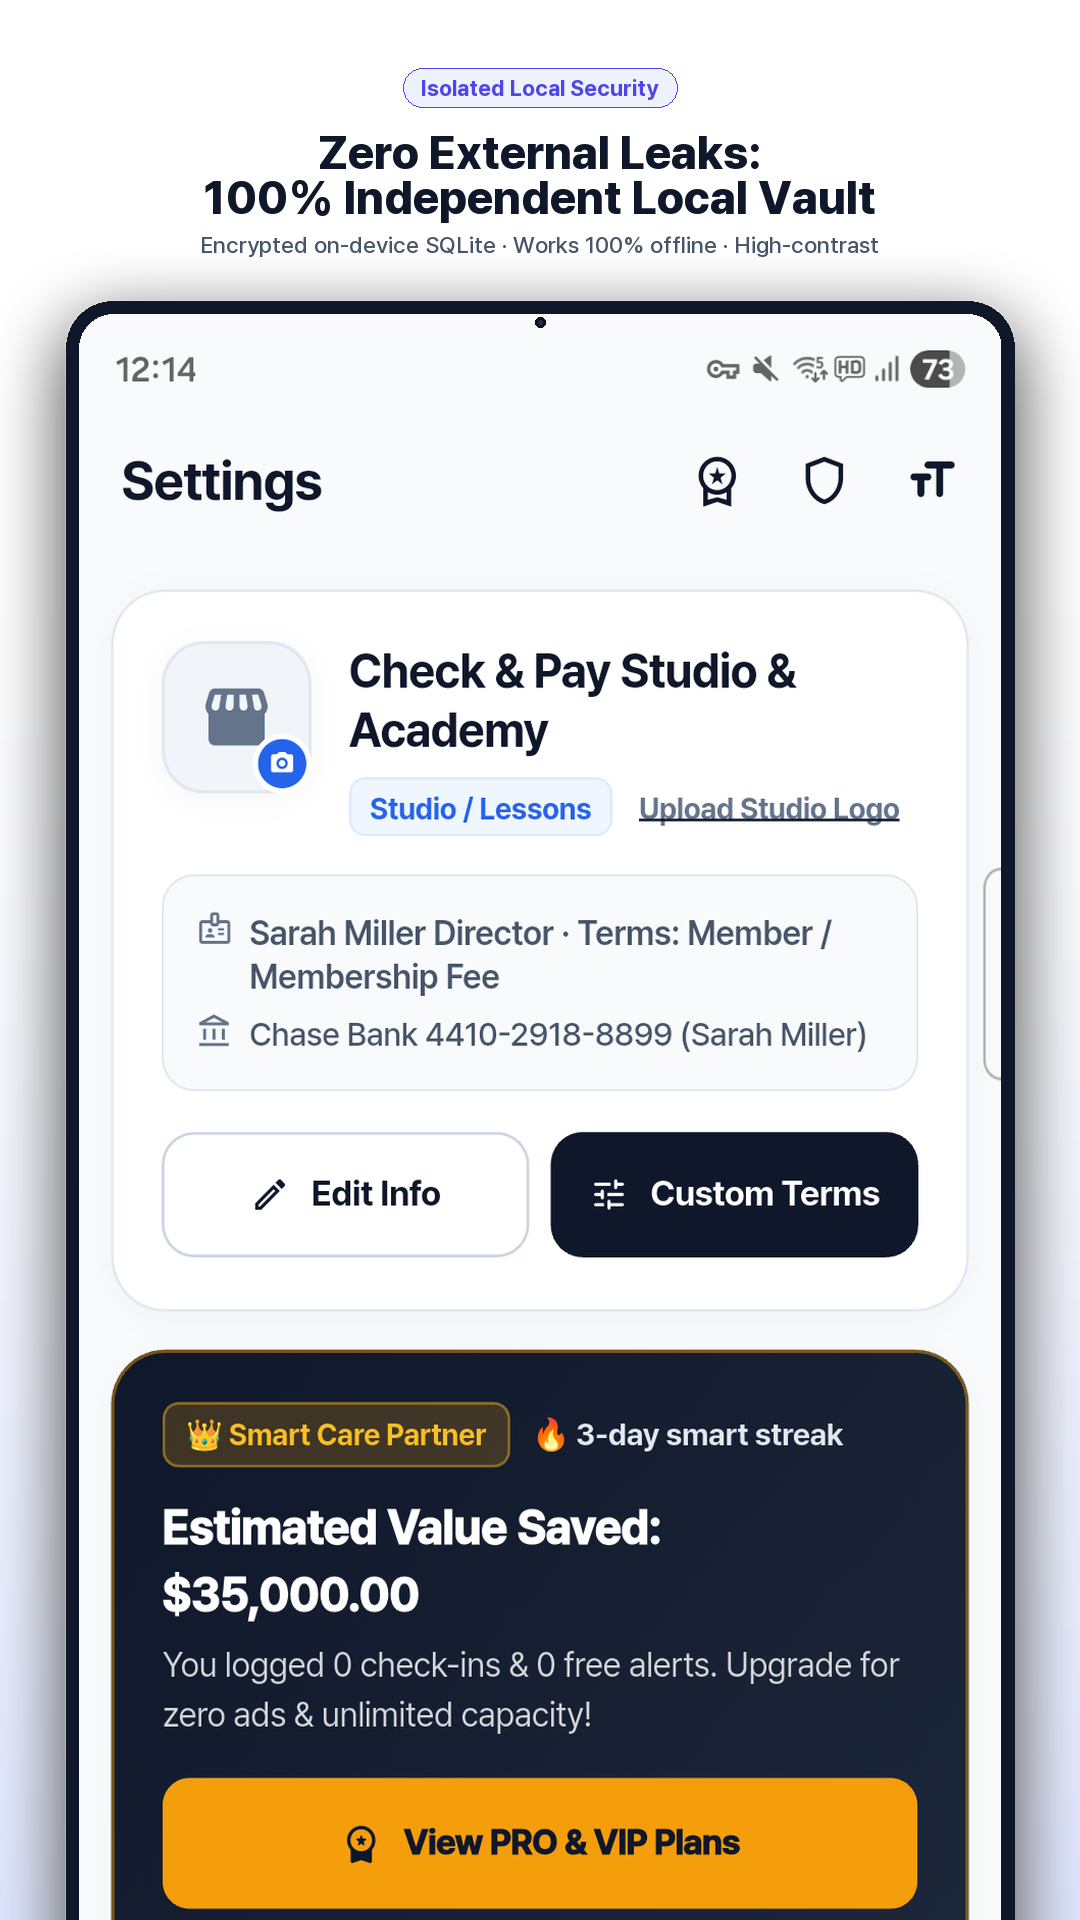 Isolated Local Security
Zero External Leaks:
100% Independent Local Vault
Encrypted on-device SQLite · Works 100% offline · High-contrast
12:14
5
HD
73
Settings
Check & Pay Studio &
Academy
Studio / Lessons
Upload Studio Logo
Sarah Miller Director · Terms: Member /
Membership Fee
Chase Bank 4410-2918-8899 (Sarah Miller)
Edit Info
Custom Terms
👑 Smart Care Partner
🔥 3-day smart streak
Estimated Value Saved:
$35,000.00
You logged 0 check-ins & 0 free alerts. Upgrade for
zero ads & unlimited capacity!
View PRO & VIP Plans